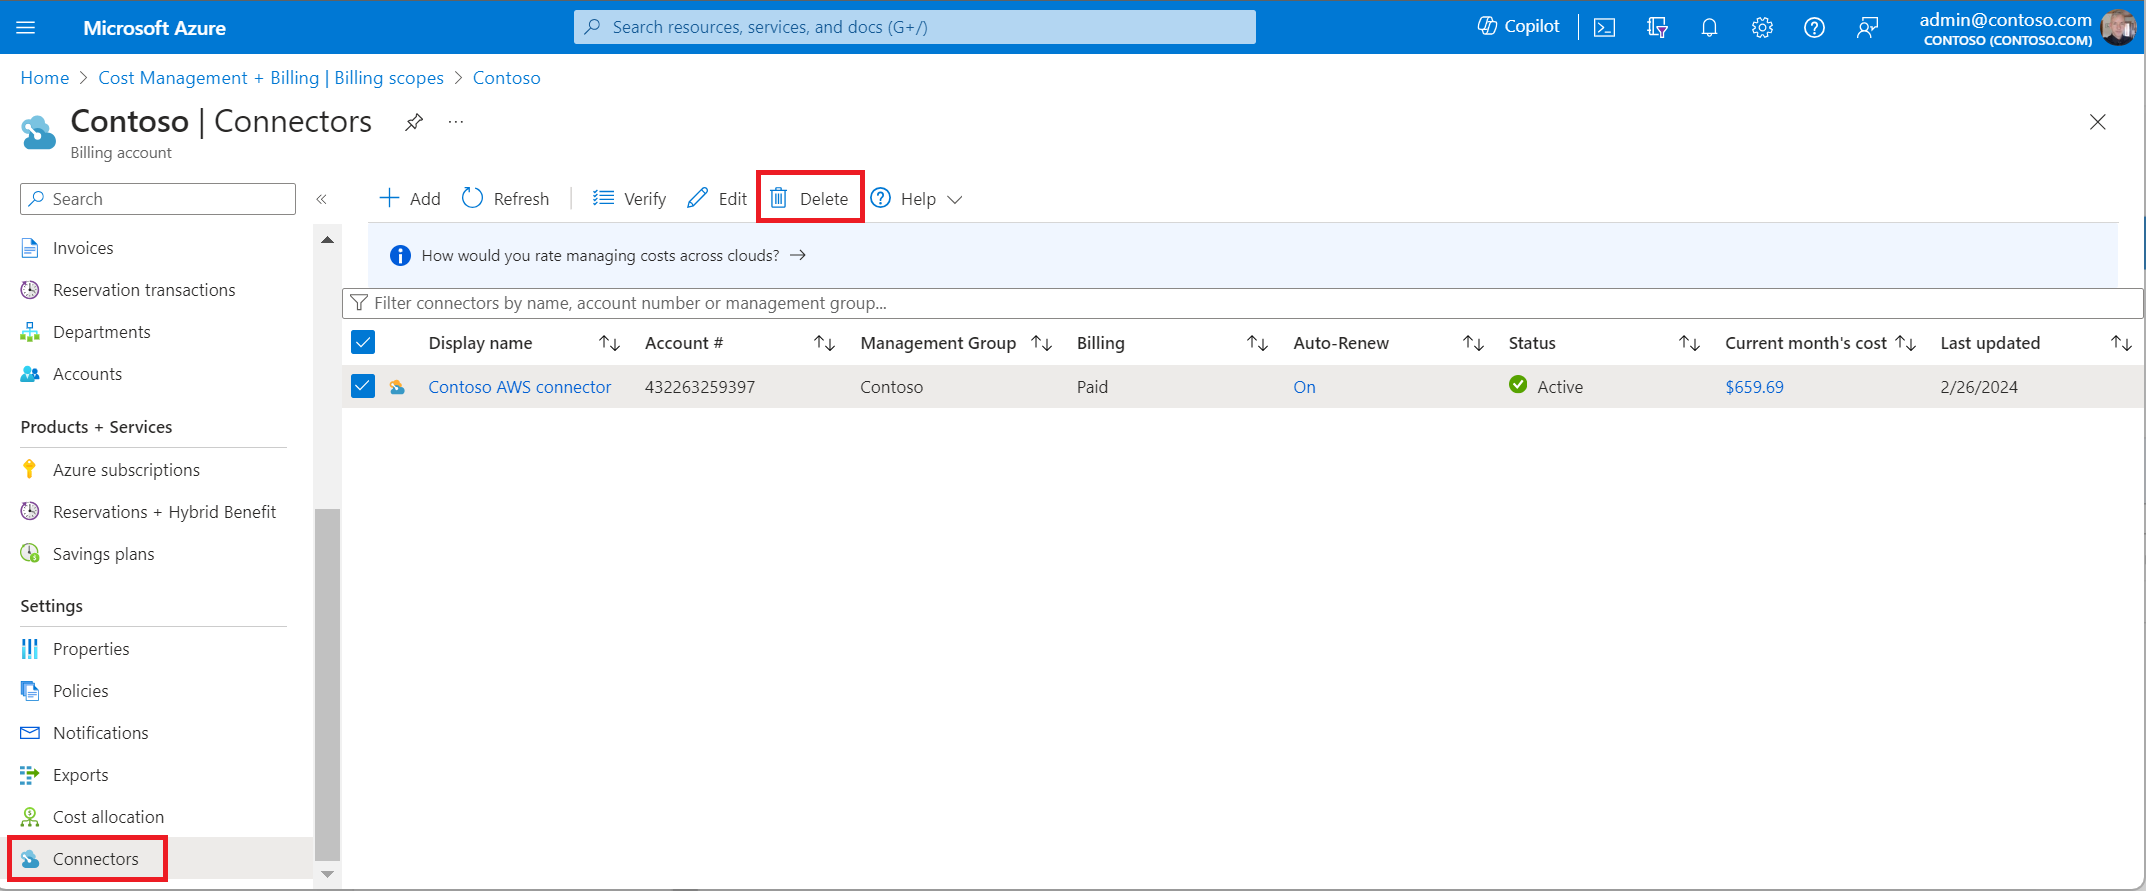 Microsoft Azure
Search resources, services, and docs (G+/)
Copilot
admin@contoso.com
CONTOSO (CONTOSO.COM)
Home > Cost Management + Billing | Billing scopes > Contoso
Contoso | Connectors
...
Billing account
Search
«
Add
Refresh
Verify
Edit
Delete
Help
Invoices
Reservation transactions
Departments
Accounts
Products + Services
Azure subscriptions
Reservations + Hybrid Benefit
Savings plans
Settings
Properties
Policies
Notifications
Exports
Cost allocation
Connectors
How would you rate managing costs across clouds? →
Filter connectors by name, account number or management group...
Display name ↑↓ Account # ↑↓ Management Group ↑↓ Billing ↑↓ Auto-Renew ↑↓ Status ↑↓ Current month's cost ↑↓ Last updated ↑↓
Contoso AWS connector 432263259397 Contoso Paid On Active $659.69 2/26/2024